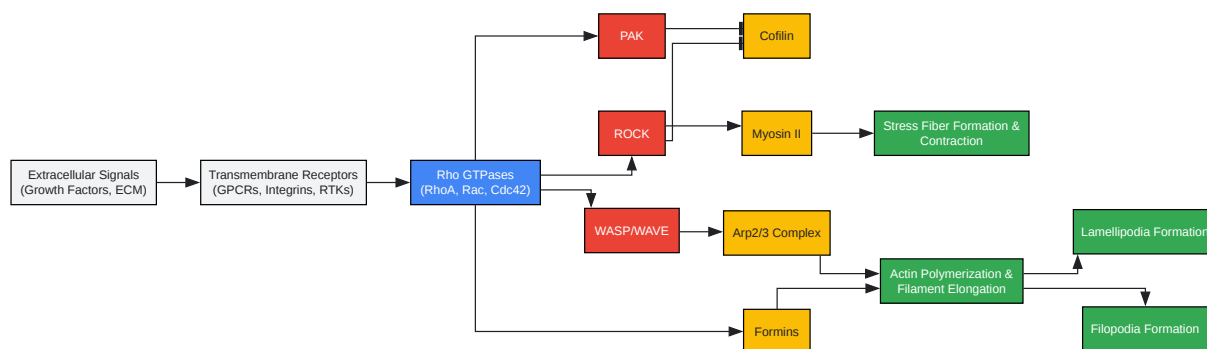 PAK
Cofilin
ROCK
Myosin II
Stress Fiber Formation &
Contraction
Extracellular Signals
(Growth Factors, ECM)
Transmembrane Receptors
(GPCRs, Integrins, RTKs)
Rho GTPases
(RhoA, Rac, Cdc42)
WASP/WAVE
Arp2/3 Complex
Lamellipodia Formation
Actin Polymerization &
Filament Elongation
Formins
Filopodia Formation